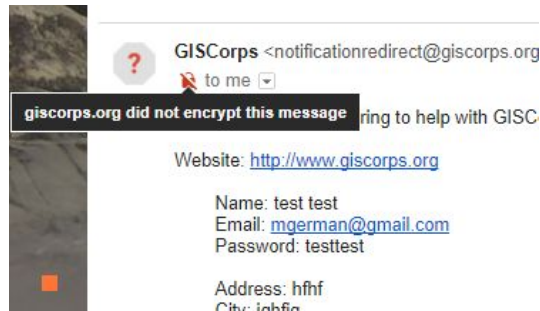 ?
GISCorps <notificationredirect@giscorps.org
to me
giscorps.org did not encrypt this message
ring to help with GISC
Website: http://www.giscorps.org
Name: test test
Email: mgerman@gmail.com
Password: testtest
Address: hfhf